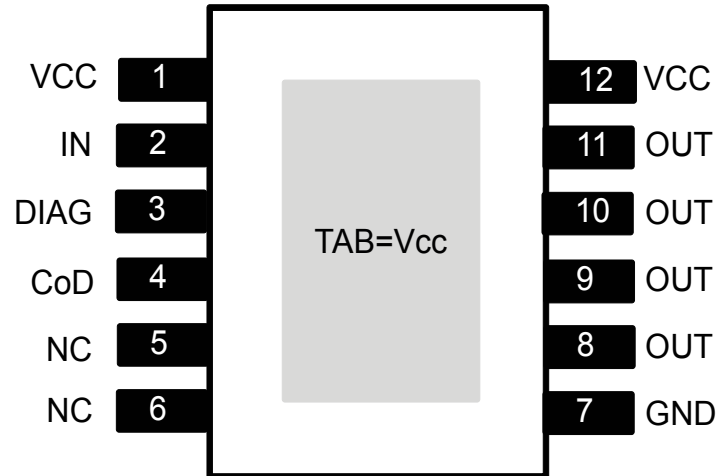 VCC 1 12 VCC
IN 2 11 OUT
DIAG 3 10 OUT
TAB=Vcc
CoD 4 9 OUT
NC 5 8 OUT
NC 6 7 GND